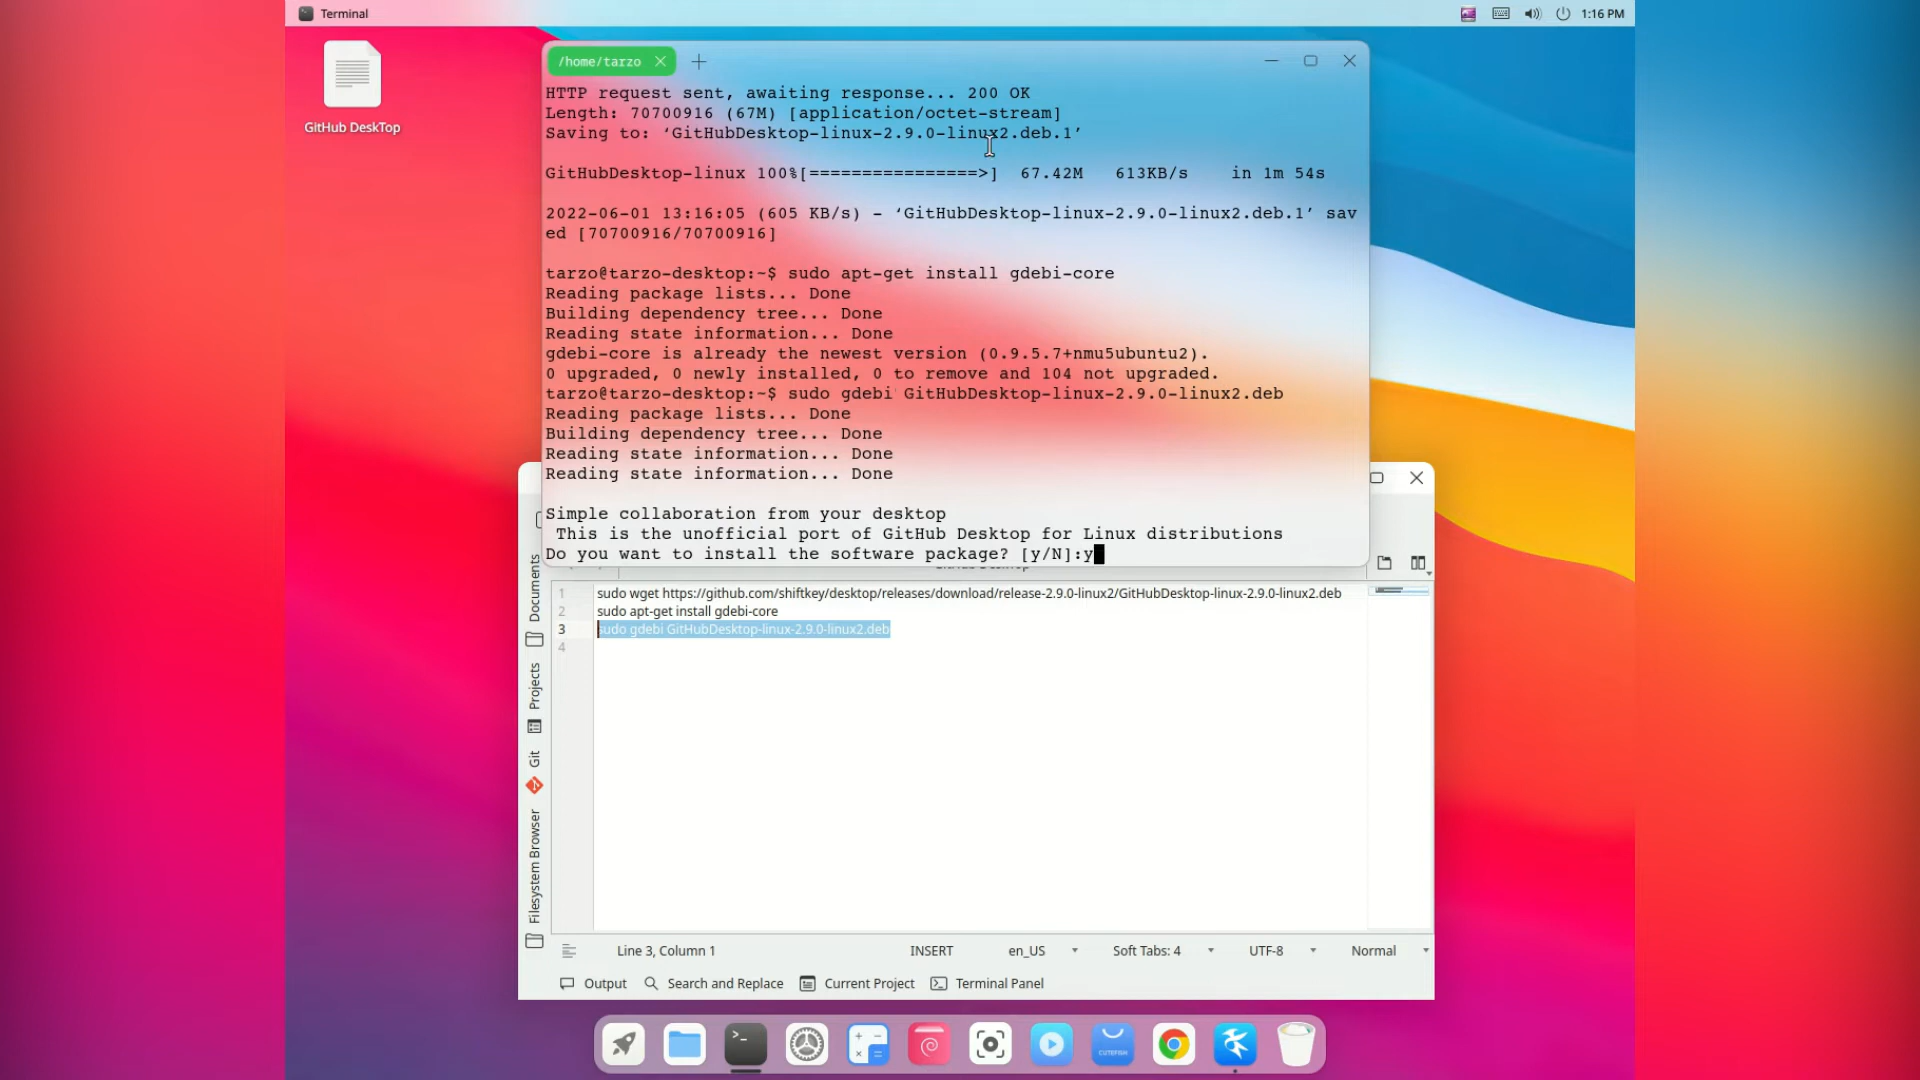 Terminal
1:16 PM
GitHub DeskTop
/home/tarzo
HTTP request sent, awaiting response... 200 OK
Length: 70700916 (67M) [application/octet-stream]
Saving to: ‘GitHubDesktop-linux-2.9.0-linux2.deb.1’
GitHubDesktop-linux 100%[================>] 67.42M 613KB/s in 1m 54s
2022-06-01 13:16:05 (605 KB/s) - ‘GitHubDesktop-linux-2.9.0-linux2.deb.1’ sav
ed [70700916/70700916]
tarzo@tarzo-desktop:~$ sudo apt-get install gdebi-core
Reading package lists... Done
Building dependency tree... Done
Reading state information... Done
gdebi-core is already the newest version (0.9.5.7+nmu5ubuntu2).
0 upgraded, 0 newly installed, 0 to remove and 104 not upgraded.
tarzo@tarzo-desktop:~$ sudo gdebi GitHubDesktop-linux-2.9.0-linux2.deb
Reading package lists... Done
Building dependency tree... Done
Reading state information... Done
Reading state information... Done
Simple collaboration from your desktop
This is the unofficial port of GitHub Desktop for Linux distributions
Do you want to install the software package? [y/N]:y
Documents
Projects
Git
Filesystem Browser
1 sudo wget https://github.com/shiftkey/desktop/releases/download/release-2.9.0-linux2/GitHubDesktop-linux-2.9.0-linux2.deb
2 sudo apt-get install gdebi-core
3 sudo gdebi GitHubDesktop-linux-2.9.0-linux2.deb
4
Line 3, Column 1 INSERT en_US Soft Tabs: 4 UTF-8 Normal
Output Search and Replace Current Project Terminal Panel
CUTEFISH